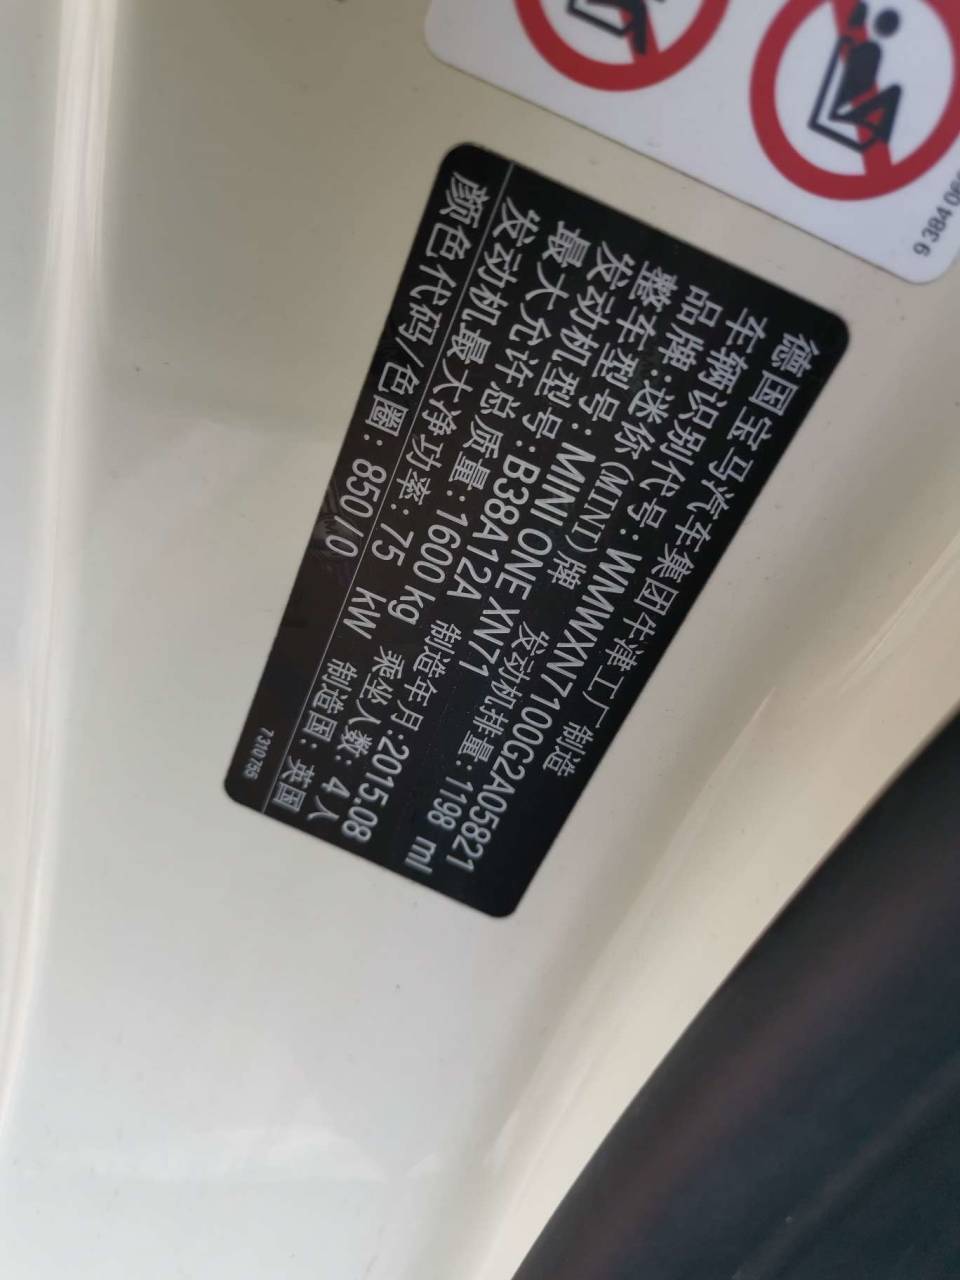 德国宝马汽车集团牛津工厂 制造
车辆识别代号:WMWXN7100G2A05821
品牌:迷你(MINI)牌 发动机排量:1198 ml
整车型号:MINI ONE XN71
发动机型号:B38A12A 制造年月:2015.08
最大允许总质量:1600 kg 乘坐人数:4人
发动机最大净功率:75 kW 制造国:英国
颜色代码/色圈:850/0
7310755
9 384 06